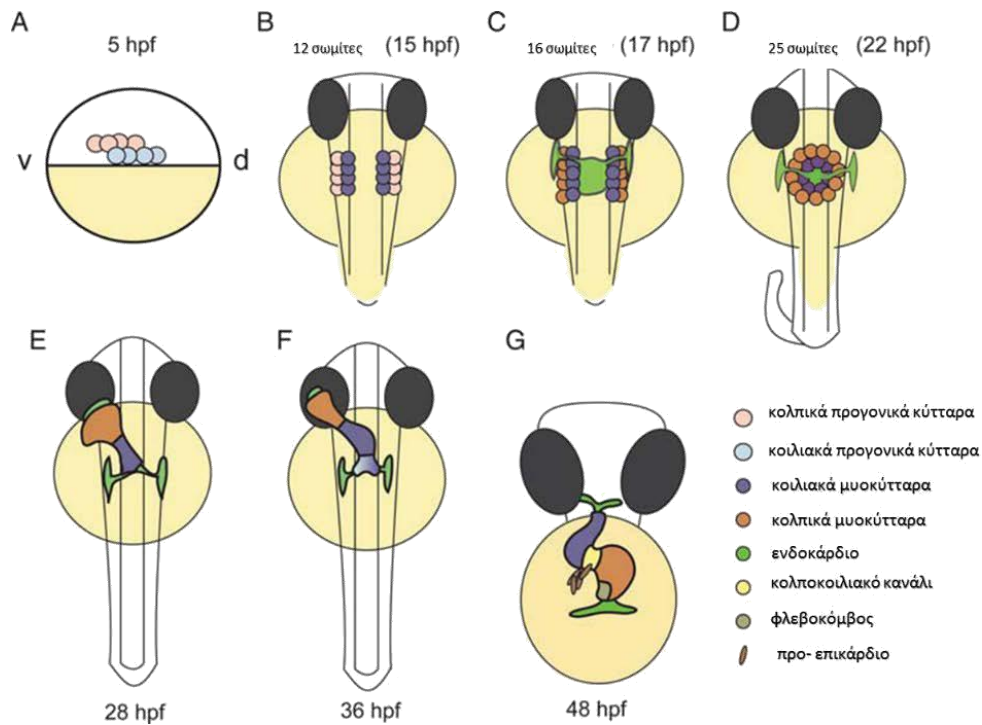 A
5 hpf
v
d
B
12 σωμίτες (15 hpf)
C
16 σωμίτες (17 hpf)
D
25 σωμίτες (22 hpf)
E
28 hpf
F
36 hpf
G
48 hpf
κολπικά προγονικά κύτταρα
κοιλιακά προγονικά κύτταρα
κοιλιακά μυοκύτταρα
κολπικά μυοκύτταρα
ενδοκάρδιο
κολποκοιλιακό κανάλι
φλεβοκόμβος
προ- επικάρδιο